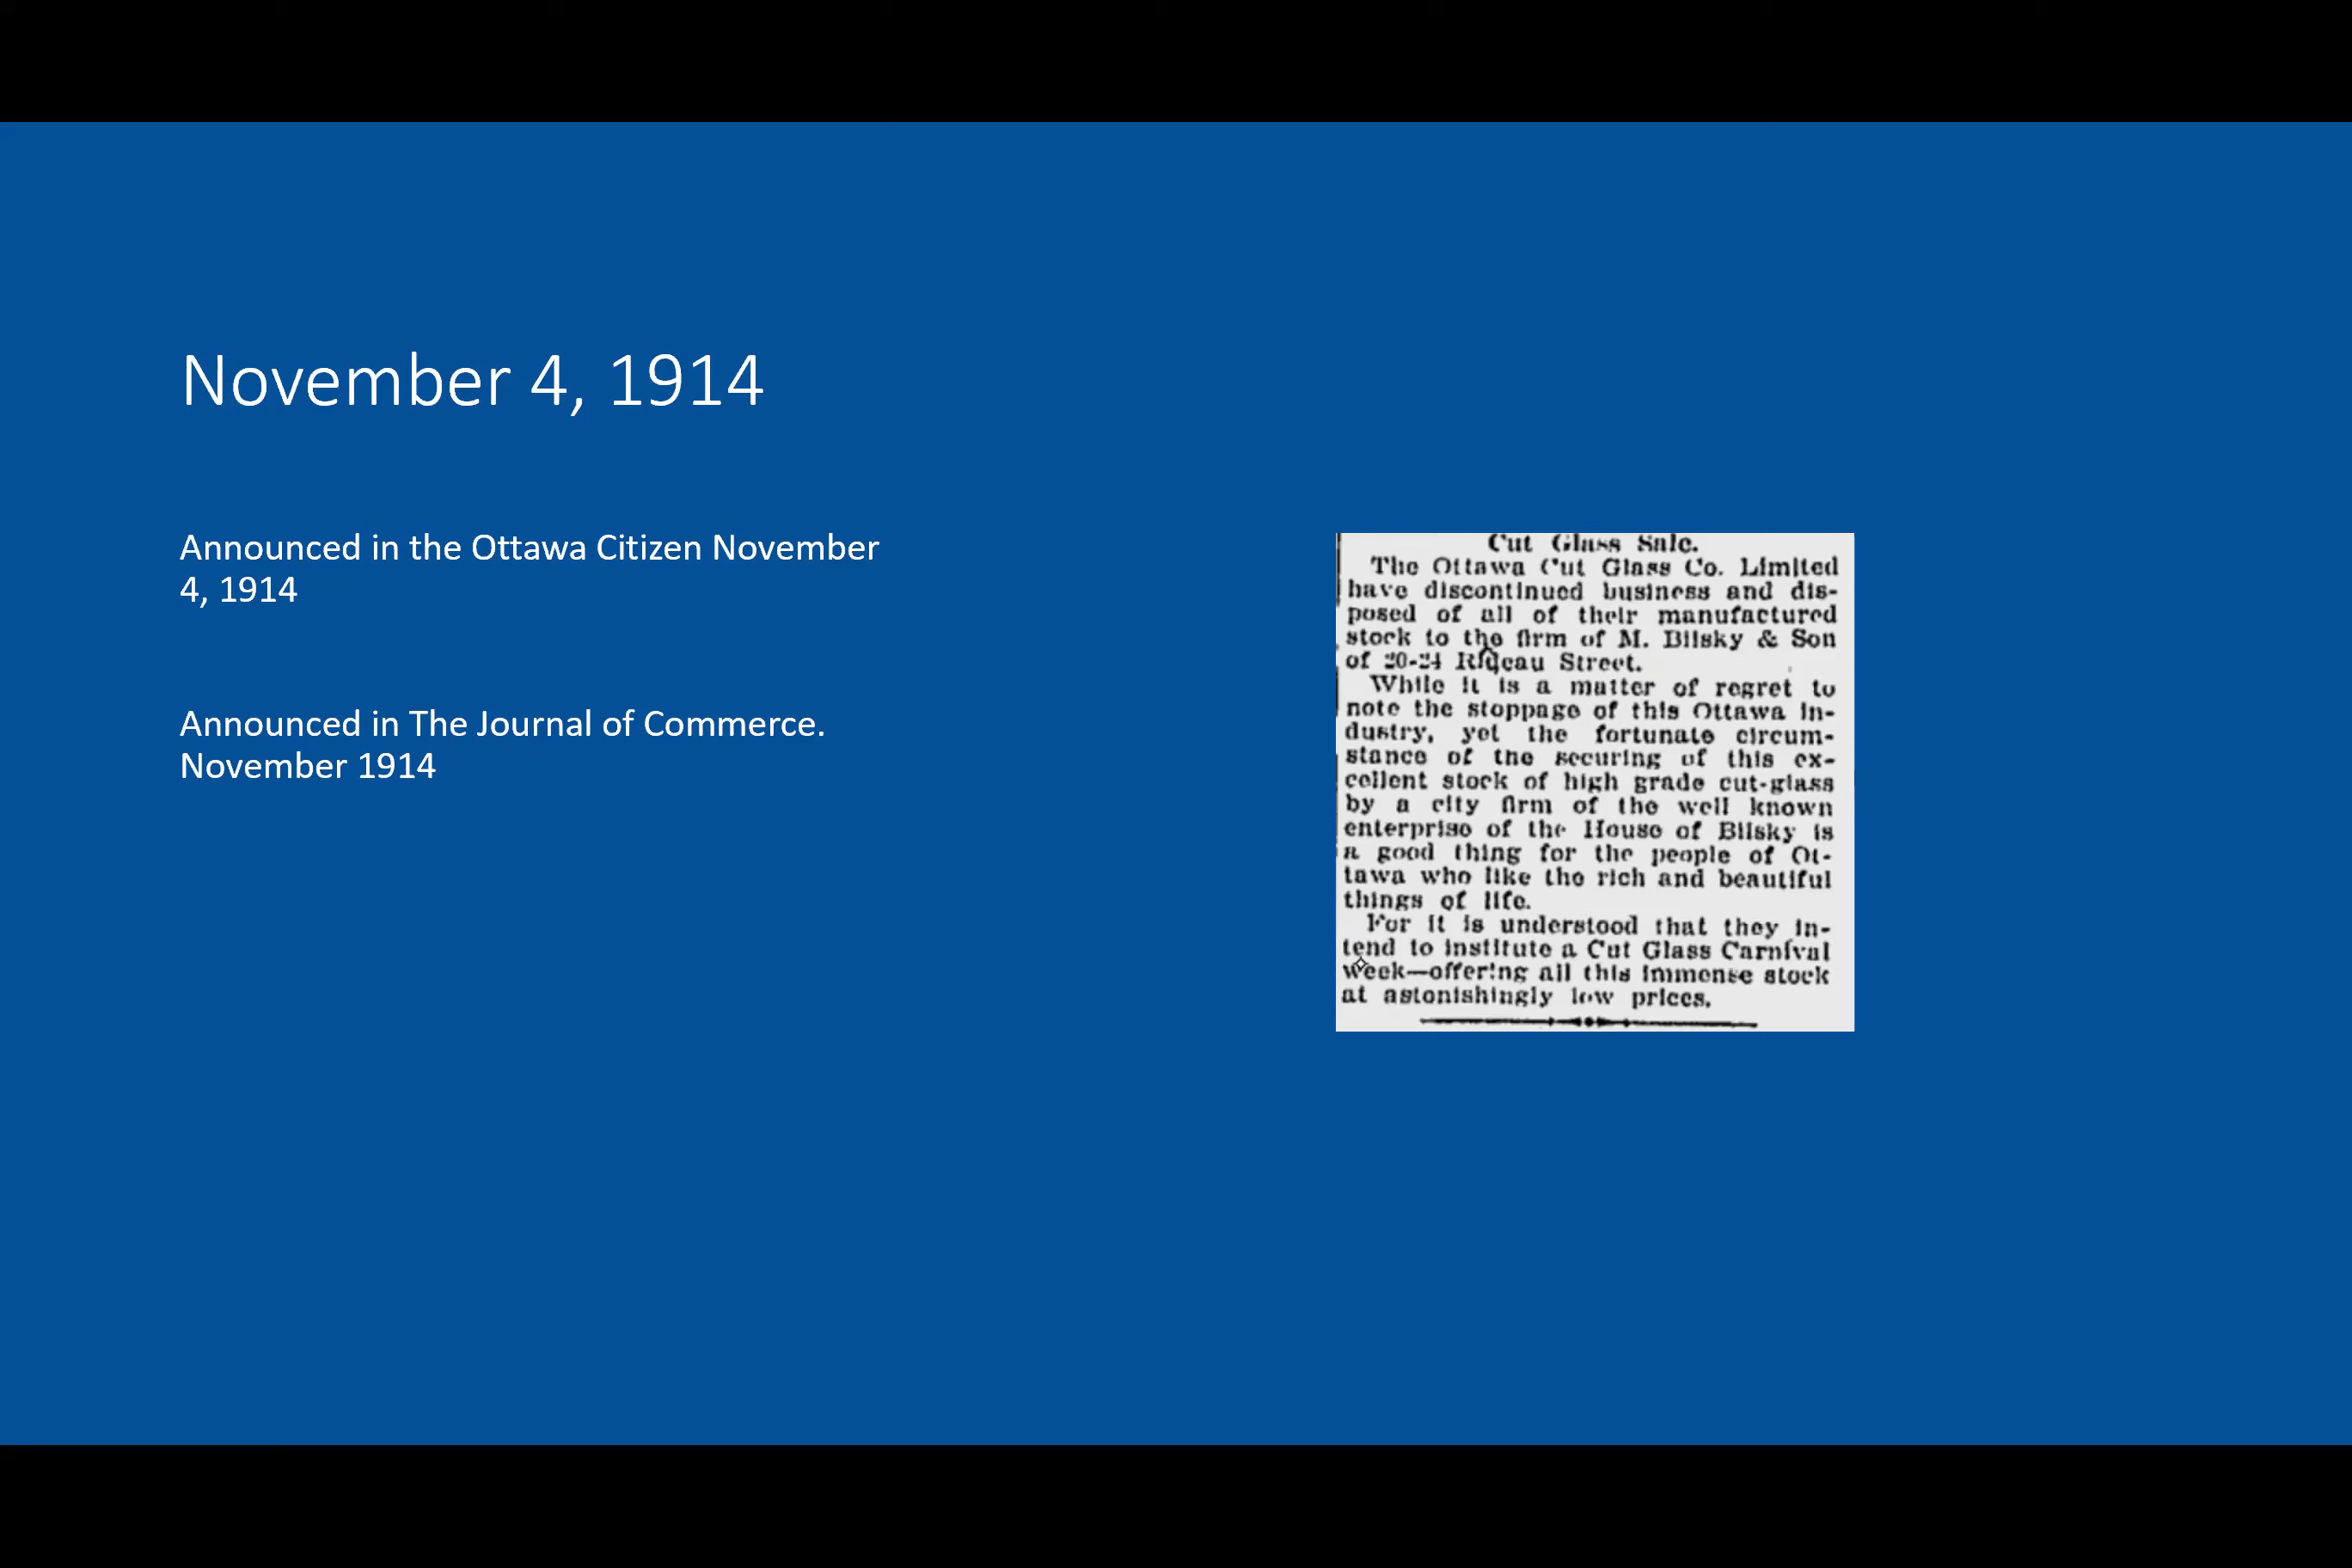 November 4, 1914
Announced in the Ottawa Citizen November
4, 1914
Announced in The Journal of Commerce.
November 1914
Cut Glass Sale.
The Ottawa Cut Glass Co. Limited
have discontinued business and dis-
posed of all of their manufactured
stock to the firm of M. Bilsky & Son
of 20-24 Rideau Street.
While it is a matter of regret to
note the stoppage of this Ottawa in-
dustry, yet the fortunate circum-
stance of the securing of this ex-
cellent stock of high grade cut-glass
by a city firm of the well known
enterprise of the House of Bilsky is
a good thing for the people of Ot-
tawa who like the rich and beautiful
things of life.
For it is understood that they in-
tend to institute a Cut Glass Carnival
week—offering all this immense stock
at astonishingly low prices.